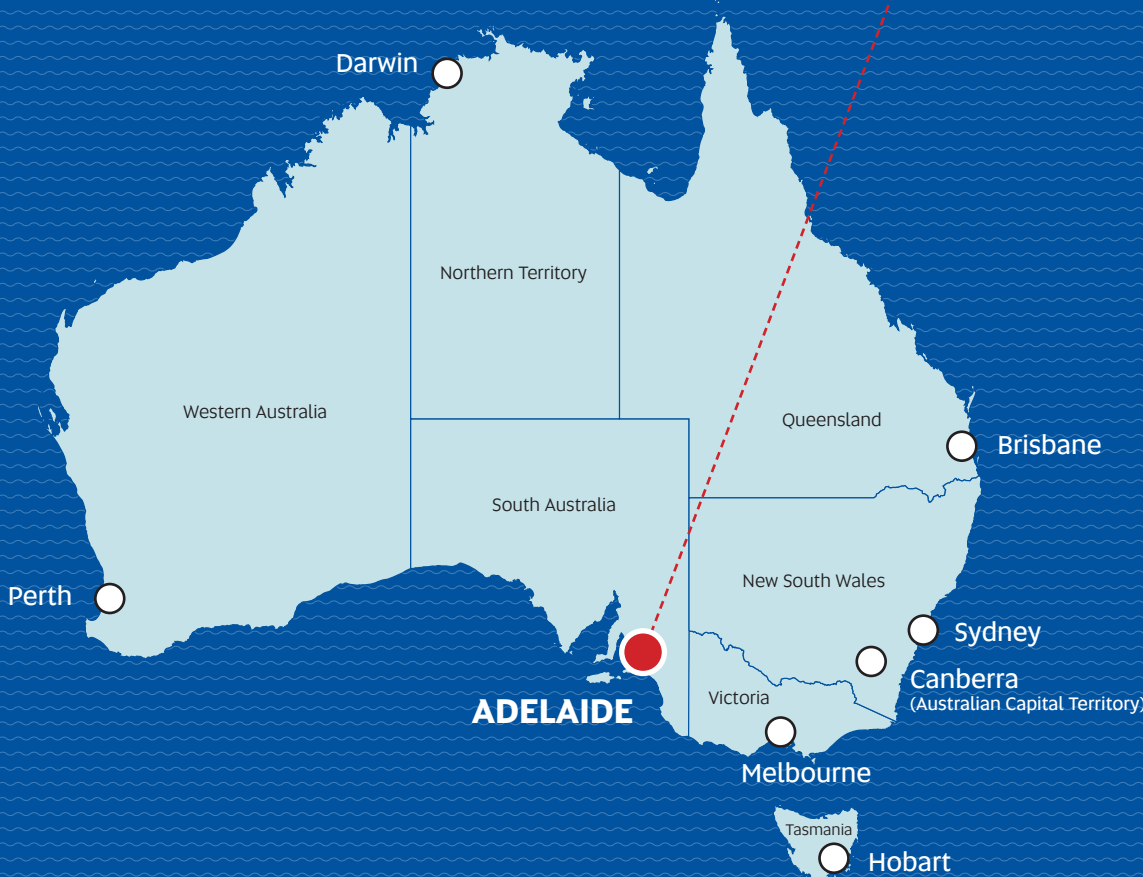 Darwin
Northern Territory
Western Australia
Queensland
Brisbane
South Australia
New South Wales
Perth
Sydney
Canberra
(Australian Capital Territory)
Victoria
ADELAIDE
Melbourne
Tasmania
Hobart